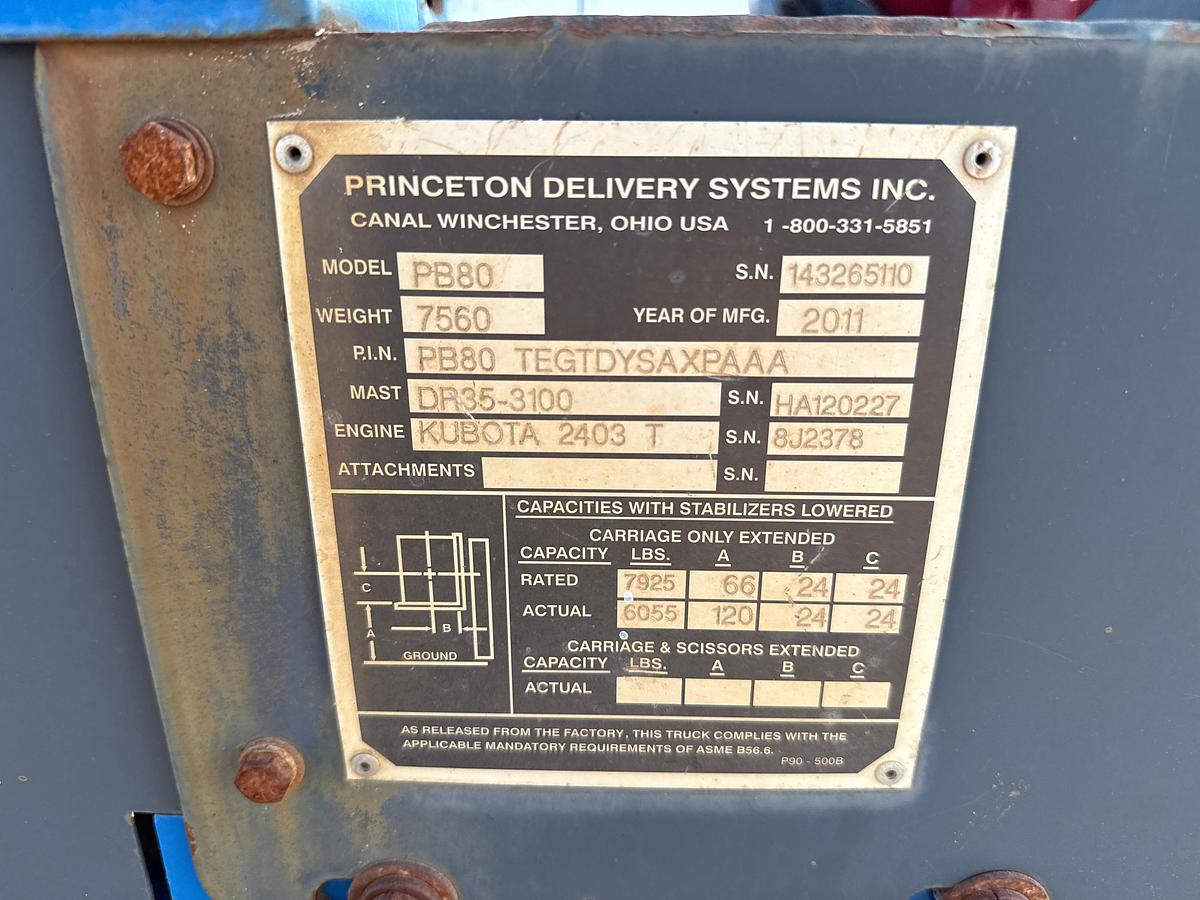 PRINCETON DELIVERY SYSTEMS INC.
CANAL WINCHESTER, OHIO USA 1 -800-331-5851
MODEL PB80 S.N. 143265110
WEIGHT 7560 YEAR OF MFG. 2011
P.I.N. PB80 TEGTDYSAXPAAA
MAST DR35-3100 S.N. HA120227
ENGINE KUBOTA 2403 T S.N. 8J2378
ATTACHMENTS S.N.
CAPACITIES WITH STABILIZERS LOWERED
CARRIAGE ONLY EXTENDED
CAPACITY LBS. A B C
RATED 7925 66 24 24
ACTUAL 6055 120 24 24
CARRIAGE & SCISSORS EXTENDED
CAPACITY LBS. A B C
ACTUAL
C
A
B
GROUND
AS RELEASED FROM THE FACTORY, THIS TRUCK COMPLIES WITH THE
APPLICABLE MANDATORY REQUIREMENTS OF ASME B56.6.
P90 - 500B